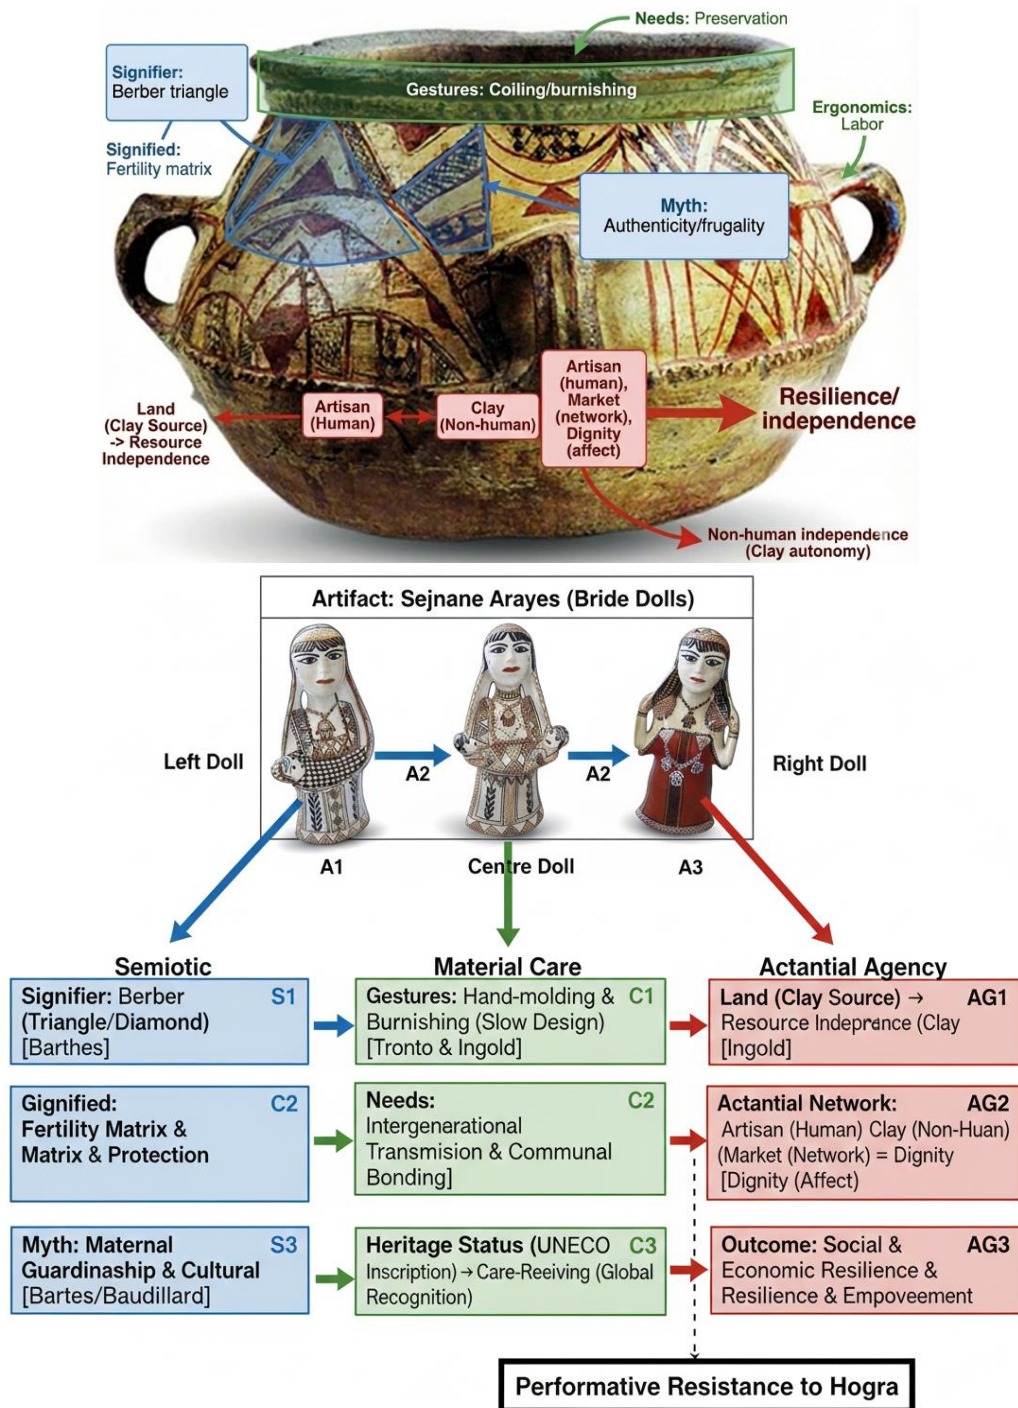 Needs: Preservation
Signifier:
Berber triangle
Gestures: Coiling/burnishing
Ergonomics:
Labor
Signified:
Fertility matrix
Myth:
Authenticity/frugality
Artisan
(human),
Market
(network),
Dignity
(affect)
Resilience/
independence
Land
(Clay Source)
-> Resource
Independence
Artisan
(Human)
Clay
(Non-human)
Non-human independence
(Clay autonomy)
Artifact: Sejnane Arayes (Bride Dolls)
Left Doll
A2
A2
Right Doll
A1
Centre Doll
A3
Semiotic
Material Care
Actantial Agency
Signifier: Berber S1
(Triangle/Diamond)
[Barthes]
Gestures: Hand-molding & C1
Burnishing (Slow Design)
[Tronto & Ingold]
Land (Clay Source) → AG1
Resource (Clay
[Ingold]
Gignified: C2
Fertility Matrix &
Matrix & Protection
Needs: C2
Intergenerational
Transmision & Communal
Bonding]
Actantial Network: AG2
Artisan (Human) Clay (Non-Huan)
(Market (Network) = Dignity
[Dignity (Affect)
Myth: Maternal S3
Guardinaship & Cultural
[Bartes/Baudillard]
Heritage Status (UNECO C3
Inscription) → Care-Reeiving (Global
Recognition)
Outcome: Social & AG3
Economic Resilience &
Resilience & Empoveement
Performative Resistance to Hogra